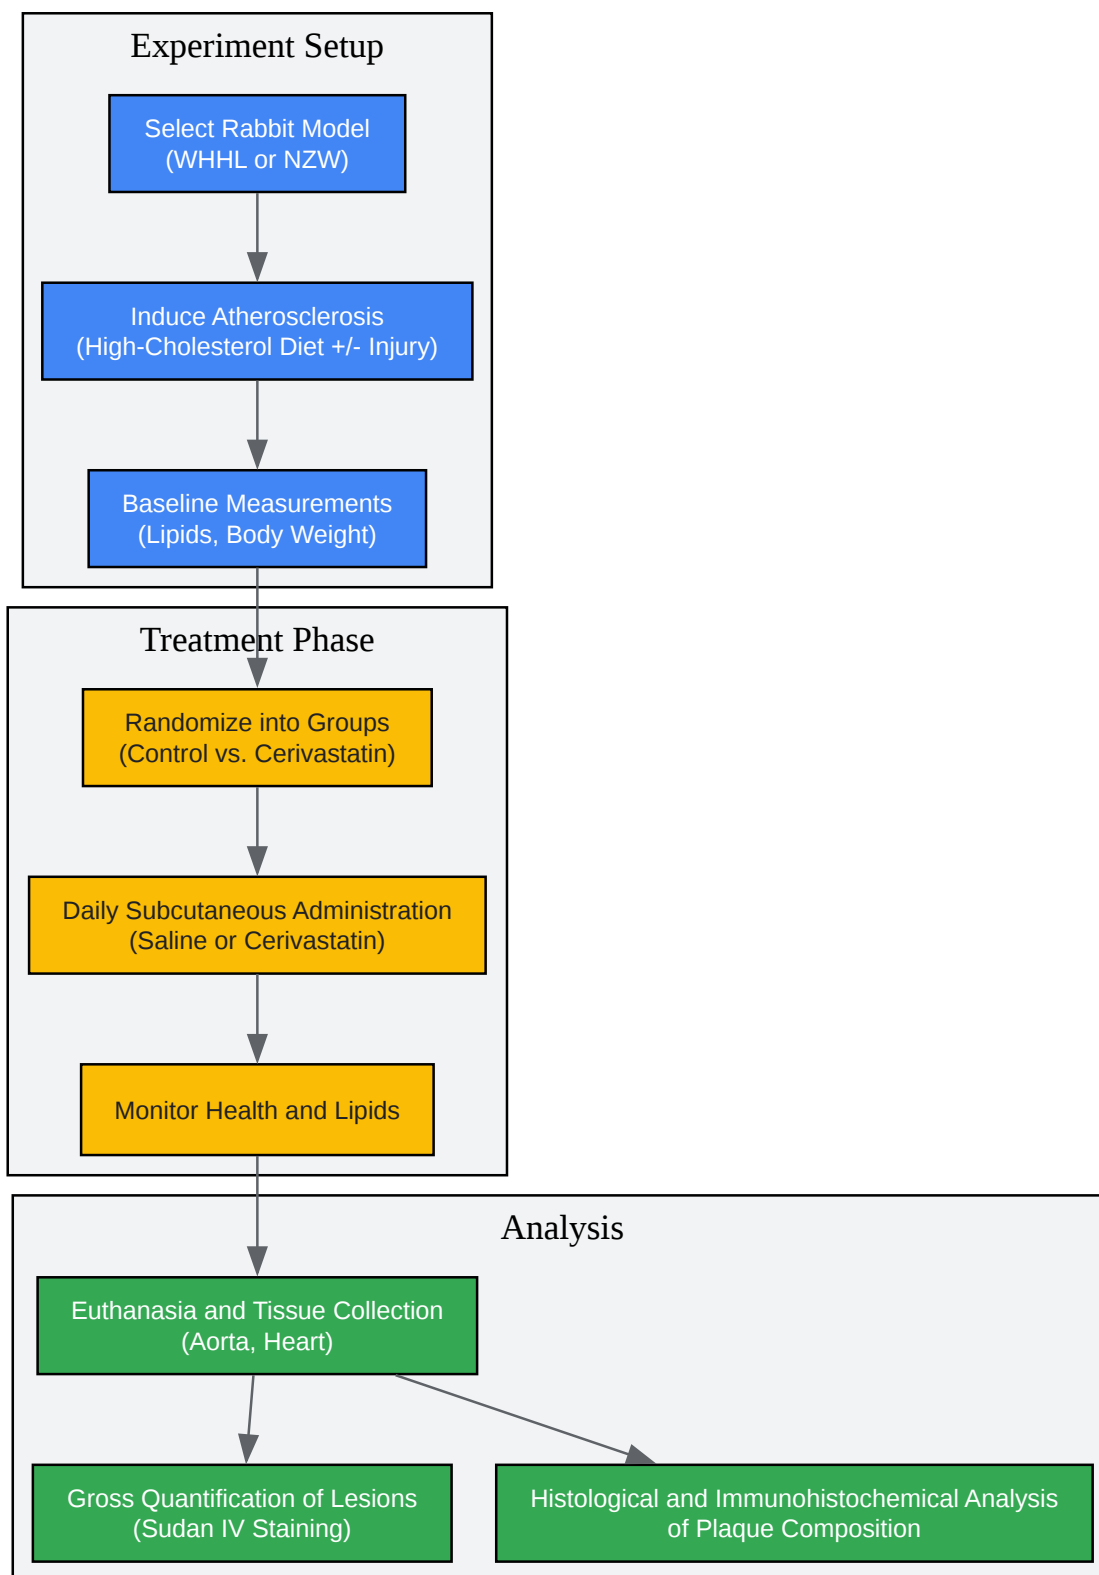 Experiment Setup
Select Rabbit Model
(WHHL or NZW)
Induce Atherosclerosis
(High-Cholesterol Diet +/- Injury)
Baseline Measurements
(Lipids, Body Weight)
Treatment Phase
Randomize into Groups
(Control vs. Cerivastatin)
Daily Subcutaneous Administration
(Saline or Cerivastatin)
Monitor Health and Lipids
Analysis
Euthanasia and Tissue Collection
(Aorta, Heart)
Gross Quantification of Lesions
(Sudan IV Staining)
Histological and Immunohistochemical Analysis
of Plaque Composition